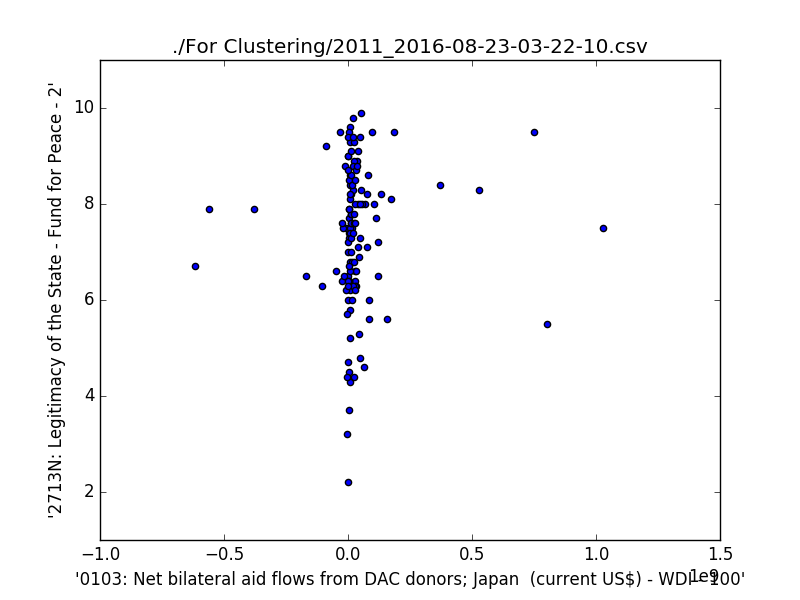 ./For Clustering/2011_2016-08-23-03-22-10.csv
'2713N: Legitimacy of the State - Fund for Peace - 2'
10
8
6
4
2
−1.0 −0.5 0.0 0.5 1.0 1.5
1e9
'0103: Net bilateral aid flows from DAC donors; Japan (current US$) - WDI - 100'